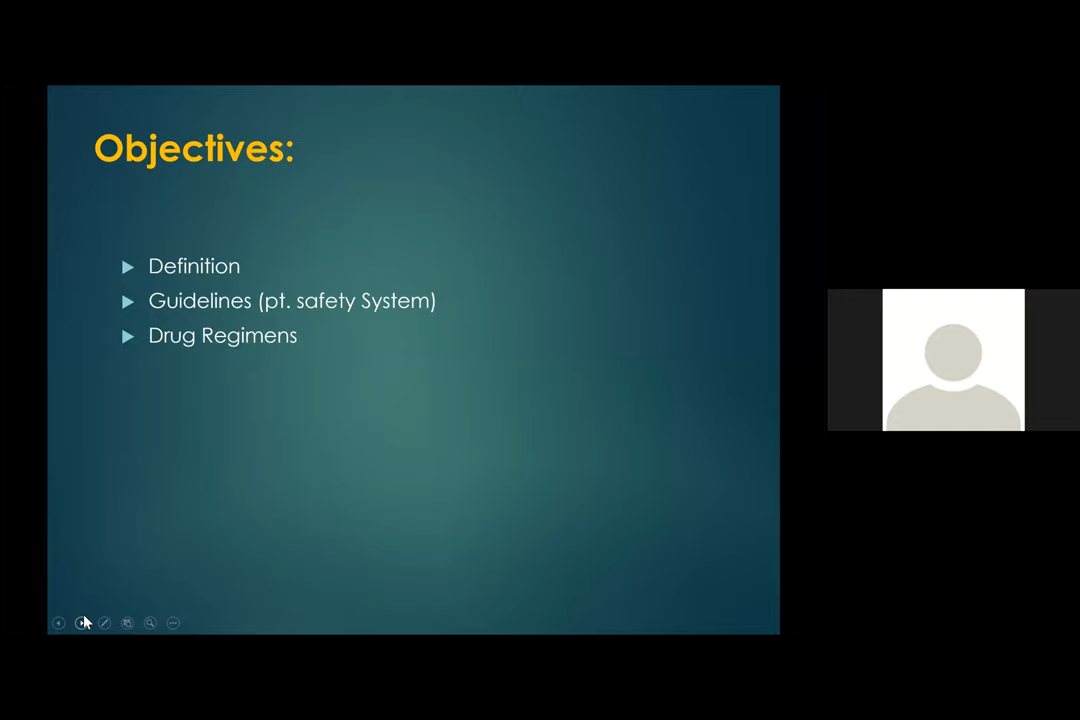 Objectives:
Definition
Guidelines (pt. safety System)
Drug Regimens